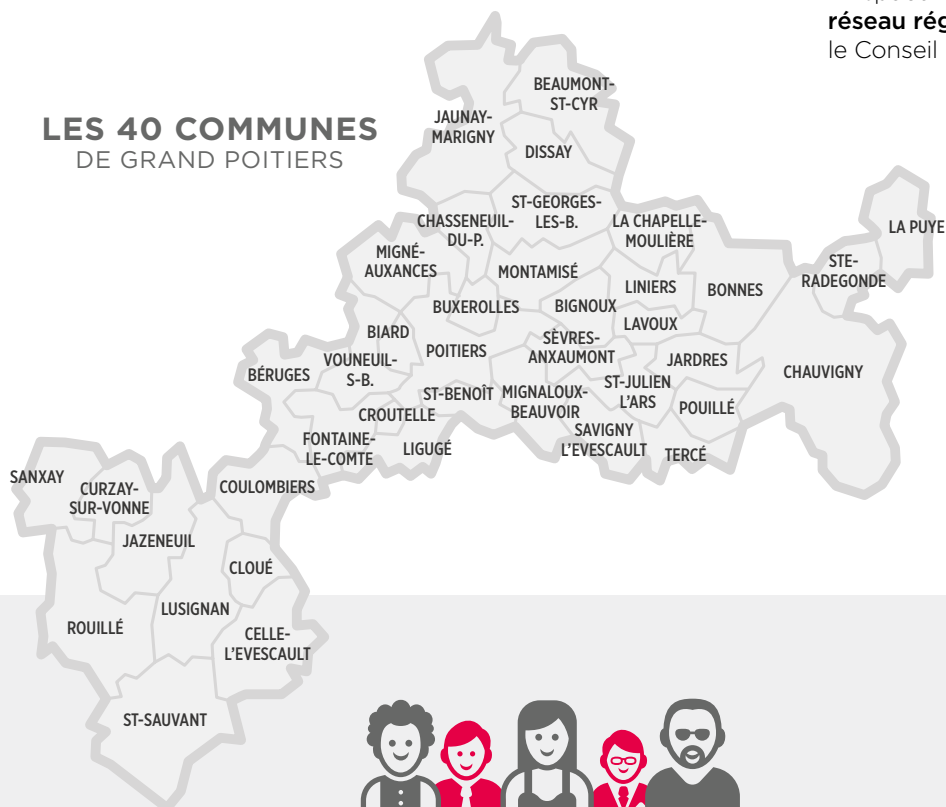 réseau rég
le Conseil
LES 40 COMMUNES
DE GRAND POITIERS
BEAUMONT-
ST-CYR
JAUNAY-
MARIGNY
DISSAY
ST-GEORGES-
LES-B.
CHASSENEUIL-
DU-P.
LA CHAPELLE-
MOULIÈRE
LA PUYE
MIGNÉ-
AUXANCES
STE-
RADEGONDE
MONTAMISÉ
LINIERS
BONNES
BUXEROLLES
BIGNOUX
LAVOUX
BIARD
SÈVRES-
ANXAUMONT
POITIERS
VOUNEUIL-
S-B.
JARDRES
CHAUVIGNY
BÉRUGES
ST-BENOÎT
MIGNALOUX-
BEAUVOIR
ST-JULIEN
L'ARS
POUILLÉ
CROUTELLE
SAVIGNY
L'EVESCAULT
FONTAINE-
LE-COMTE
LIGUGÉ
TERCÉ
SANXAY
CURZAY-
SUR-VONNE
COULOMBIERS
JAZENEUIL
CLOUÉ
LUSIGNAN
ROUILLÉ
CELLE-
L'EVESCAULT
ST-SAUVANT